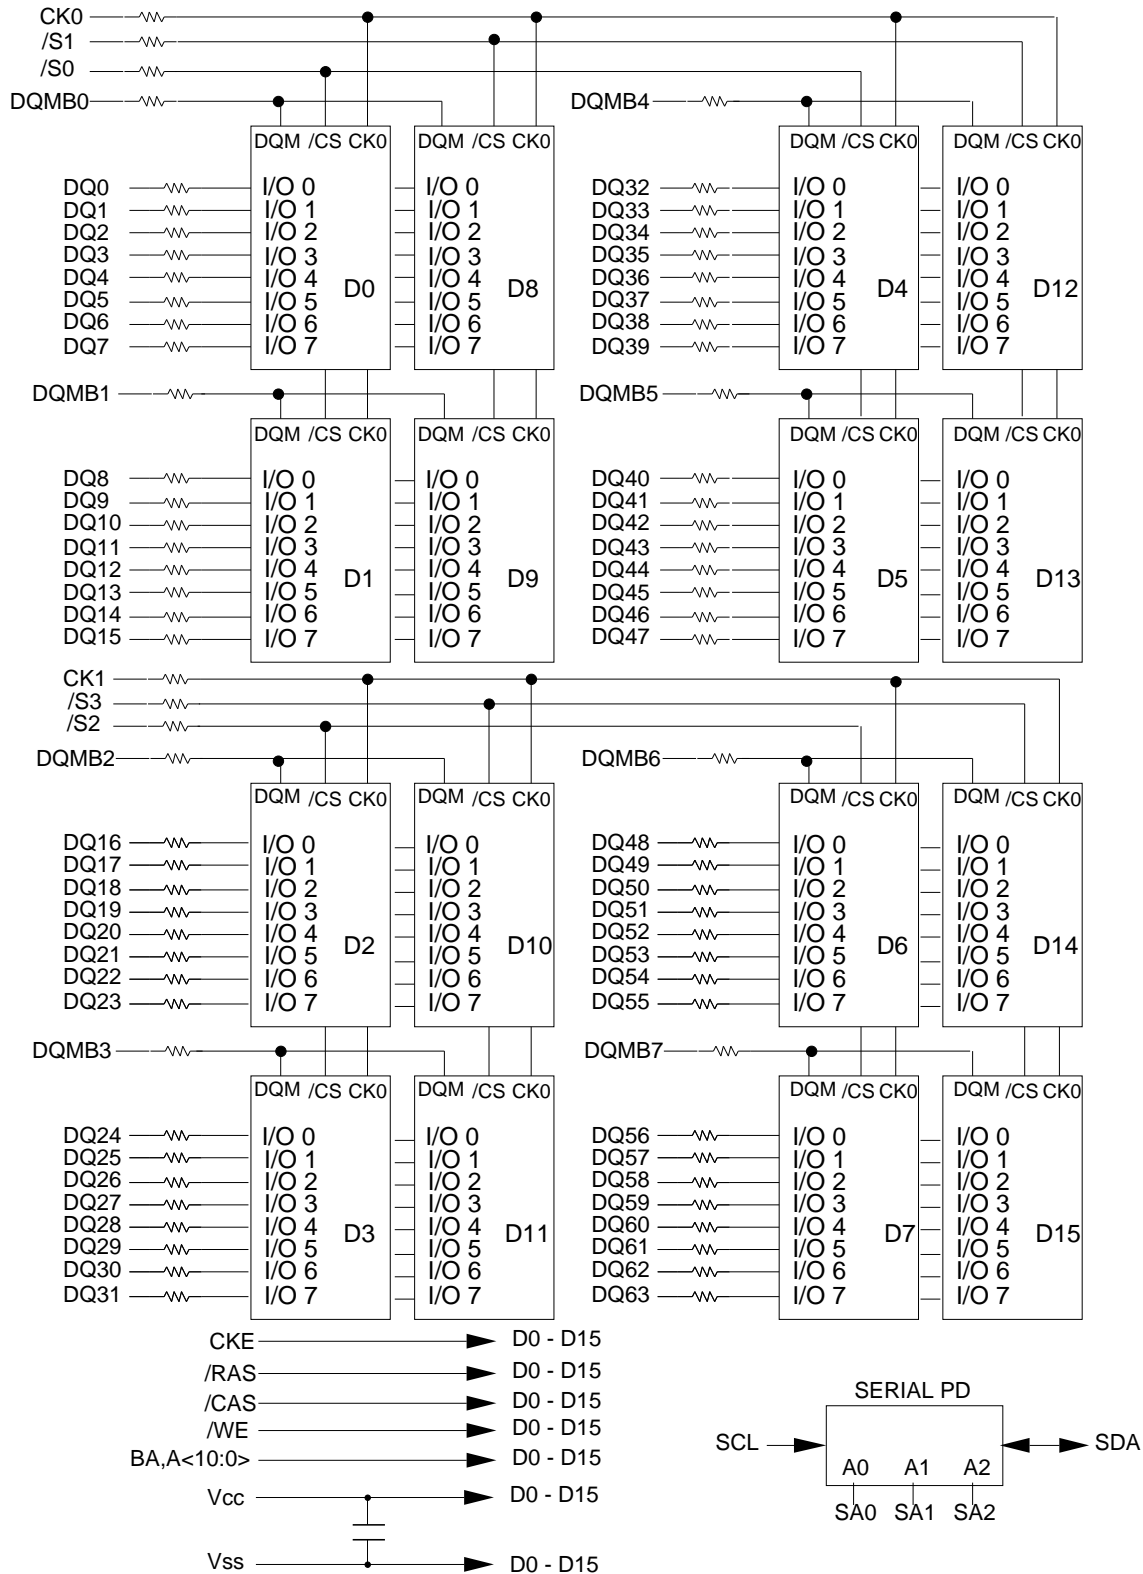 CK0
/S1
/S0
DQMB0 DQMB4
DQM /CS CK0 DQM /CS CK0 DQM /CS CK0 DQM /CS CK0
DQ0 I/O 0 I/O 0 DQ32 I/O 0 I/O 0
DQ1 I/O 1 I/O 1 DQ33 I/O 1 I/O 1
DQ2 I/O 2 I/O 2 DQ34 I/O 2 I/O 2
DQ3 I/O 3 I/O 3 DQ35 I/O 3 I/O 3
DQ4 I/O 4 I/O 4 DQ36 I/O 4 I/O 4
D0 D8 D4 D12
DQ5 I/O 5 I/O 5 DQ37 I/O 5 I/O 5
DQ6 I/O 6 I/O 6 DQ38 I/O 6 I/O 6
DQ7 I/O 7 I/O 7 DQ39 I/O 7 I/O 7
DQMB1 DQMB5
DQM /CS CK0 DQM /CS CK0 DQM /CS CK0 DQM /CS CK0
DQ8 I/O 0 I/O 0 DQ40 I/O 0 I/O 0
DQ9 I/O 1 I/O 1 DQ41 I/O 1 I/O 1
DQ10 I/O 2 I/O 2 DQ42 I/O 2 I/O 2
DQ11 I/O 3 I/O 3 DQ43 I/O 3 I/O 3
DQ12 I/O 4 I/O 4 DQ44 I/O 4 I/O 4
D1 D9 D5 D13
DQ13 I/O 5 I/O 5 DQ45 I/O 5 I/O 5
DQ14 I/O 6 I/O 6 DQ46 I/O 6 I/O 6
DQ15 I/O 7 I/O 7 DQ47 I/O 7 I/O 7
CK1
/S3
/S2
DQMB2 DQMB6
DQM /CS CK0 DQM /CS CK0 DQM /CS CK0 DQM /CS CK0
DQ16 I/O 0 I/O 0 DQ48 I/O 0 I/O 0
DQ17 I/O 1 I/O 1 DQ49 I/O 1 I/O 1
DQ18 I/O 2 I/O 2 DQ50 I/O 2 I/O 2
DQ19 I/O 3 I/O 3 DQ51 I/O 3 I/O 3
DQ20 I/O 4 I/O 4 DQ52 I/O 4 I/O 4
D2 D10 D6 D14
DQ21 I/O 5 I/O 5 DQ53 I/O 5 I/O 5
DQ22 I/O 6 I/O 6 DQ54 I/O 6 I/O 6
DQ23 I/O 7 I/O 7 DQ55 I/O 7 I/O 7
DQMB3 DQMB7
DQM /CS CK0 DQM /CS CK0 DQM /CS CK0 DQM /CS CK0
DQ24 I/O 0 I/O 0 DQ56 I/O 0 I/O 0
DQ25 I/O 1 I/O 1 DQ57 I/O 1 I/O 1
DQ26 I/O 2 I/O 2 DQ58 I/O 2 I/O 2
DQ27 I/O 3 I/O 3 DQ59 I/O 3 I/O 3
DQ28 I/O 4 I/O 4 DQ60 I/O 4 I/O 4
D3 D11 D7 D15
DQ29 I/O 5 I/O 5 DQ61 I/O 5 I/O 5
DQ30 I/O 6 I/O 6 DQ62 I/O 6 I/O 6
DQ31 I/O 7 I/O 7 DQ63 I/O 7 I/O 7
CKE D0 - D15
/RAS D0 - D15
/CAS D0 - D15
/WE D0 - D15
BA,A<10:0> D0 - D15
Vcc D0 - D15
Vss D0 - D15
SERIAL PD
SCL SDA
A0 A1 A2
SA0 SA1 SA2